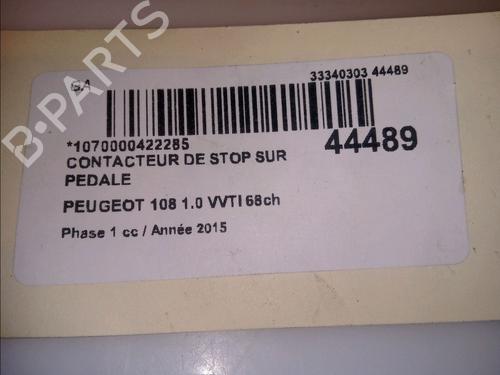 B-PARTS
GA
33340303 44489
*1070000422285
44489
CONTACTEUR DE STOP SUR
PEDALE
PEUGEOT 108 1.0 VVTI 68ch
Phase 1 cc / Année 2015